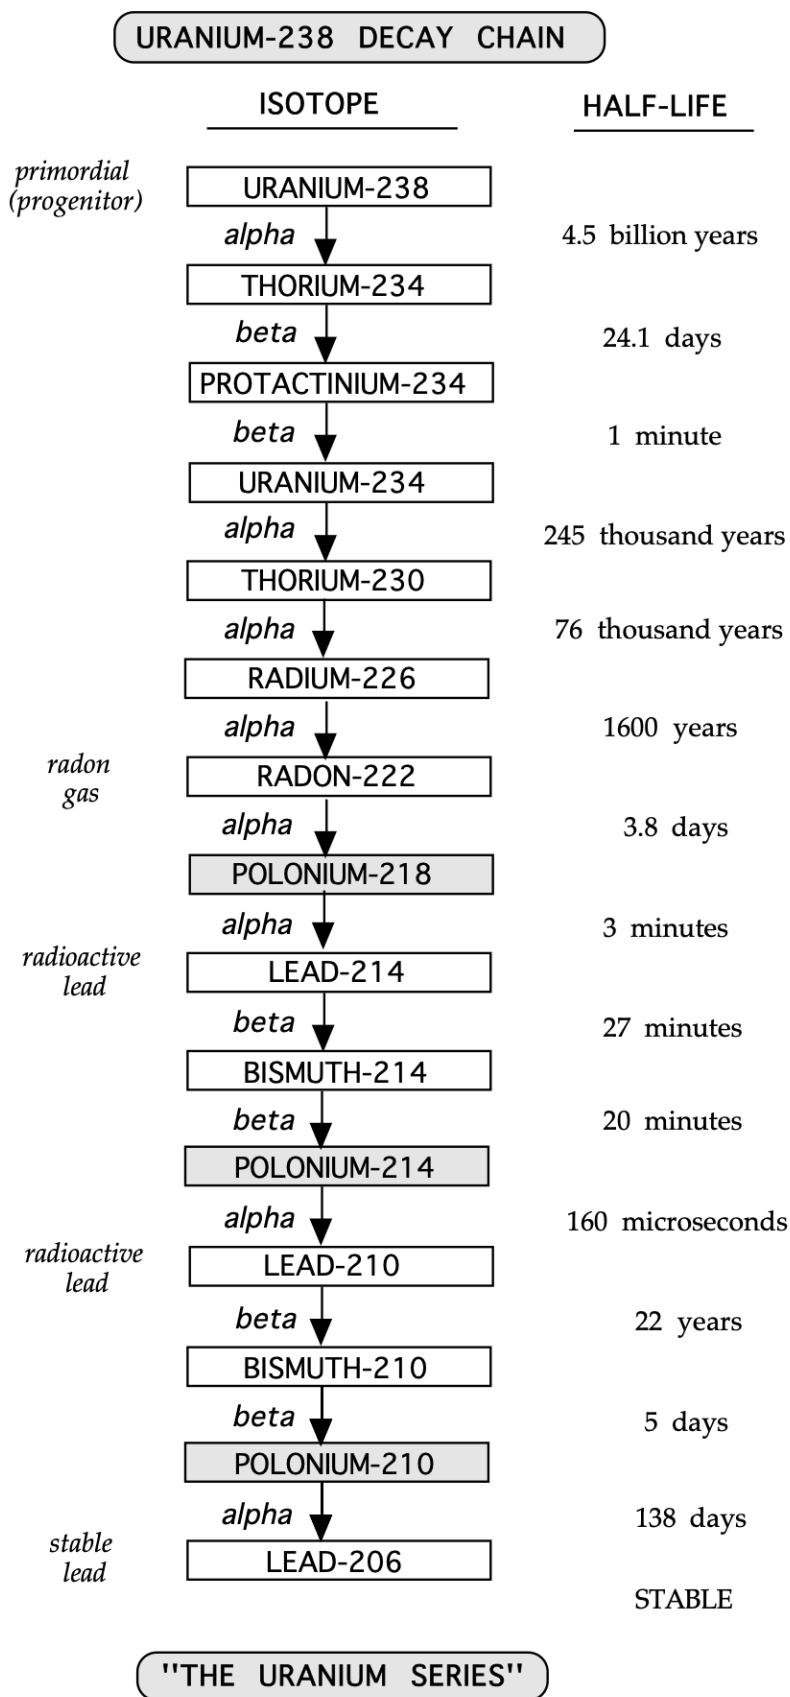 URANIUM-238 DECAY CHAIN
ISOTOPE
HALF-LIFE
primordial
(progenitor)
URANIUM-238
alpha
4.5 billion years
THORIUM-234
beta
24.1 days
PROTACTINIUM-234
beta
1 minute
URANIUM-234
alpha
245 thousand years
THORIUM-230
alpha
76 thousand years
RADIUM-226
alpha
1600 years
radon
gas
RADON-222
alpha
3.8 days
POLONIUM-218
alpha
3 minutes
radioactive
lead
LEAD-214
beta
27 minutes
BISMUTH-214
beta
20 minutes
POLONIUM-214
alpha
160 microseconds
radioactive
lead
LEAD-210
beta
22 years
BISMUTH-210
beta
5 days
POLONIUM-210
alpha
138 days
stable
lead
LEAD-206
STABLE
"THE URANIUM SERIES"